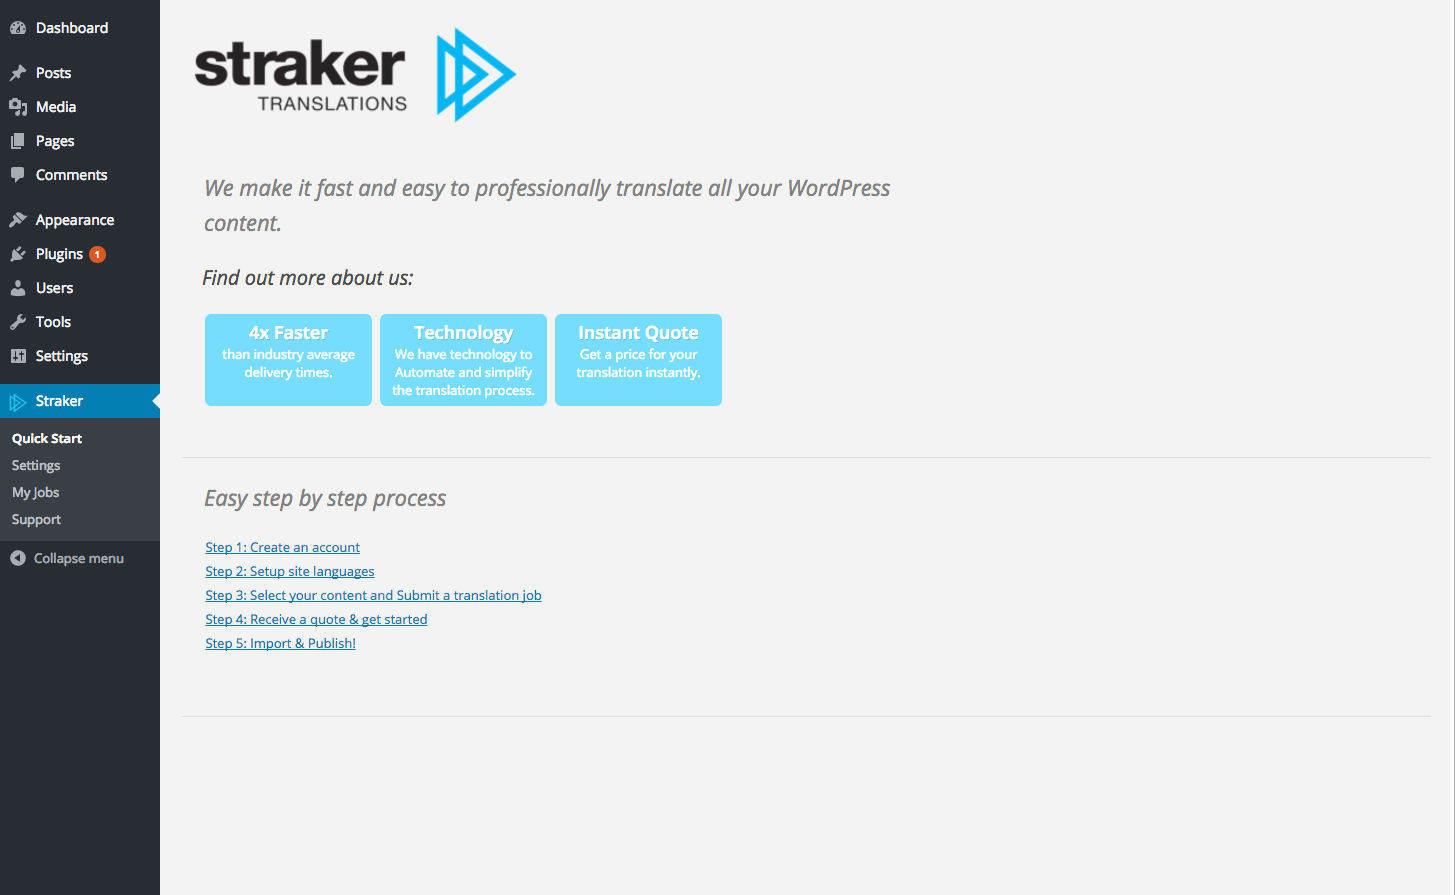 Dashboard
Posts
Media
Pages
Comments
Appearance
Plugins 1
Users
Tools
Settings
Straker
Quick Start
Settings
My Jobs
Support
Collapse menu
straker
TRANSLATIONS
We make it fast and easy to professionally translate all your WordPress
content.
Find out more about us:
4x Faster
than industry average
delivery times.
Technology
We have technology to
Automate and simplify
the translation process.
Instant Quote
Get a price for your
translation instantly.
Easy step by step process
Step 1: Create an account
Step 2: Setup site languages
Step 3: Select your content and Submit a translation job
Step 4: Receive a quote & get started
Step 5: Import & Publish!